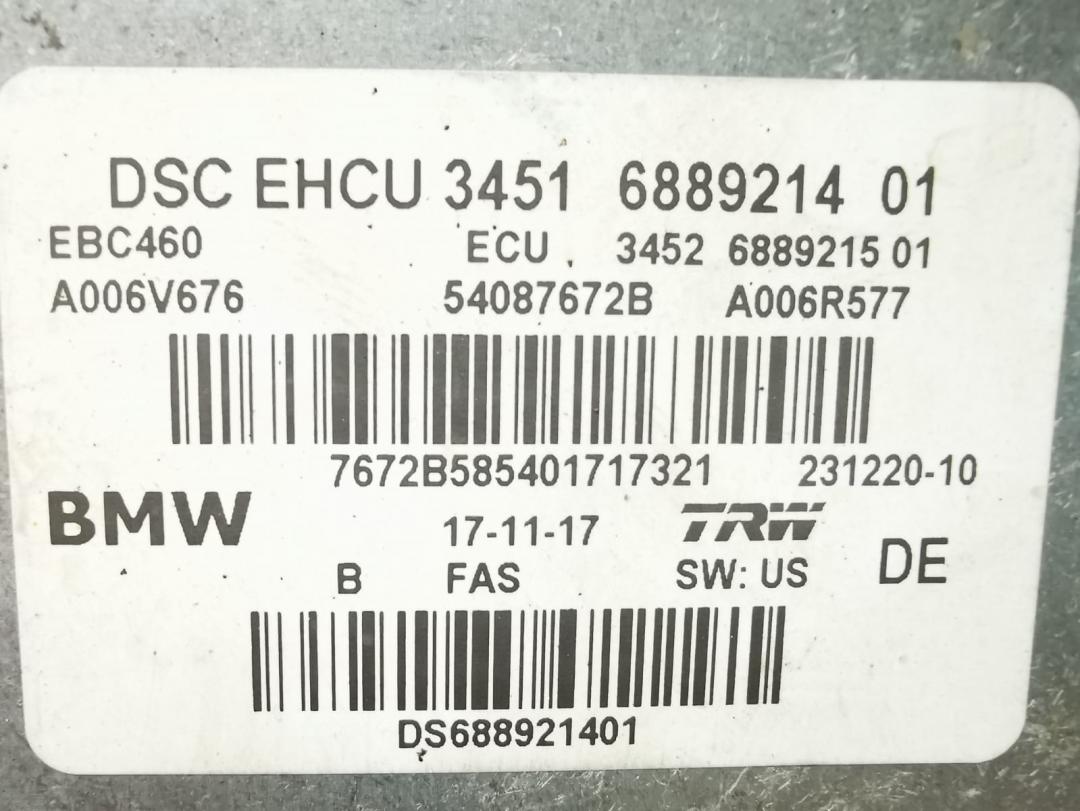 DSC EHCU 3451 6889214 01
EBC460 ECU. 3452 6889215 01
A006V676 54087672B A006R577
7672B585401717321 231220-10
BMW 17-11-17 TRW DE
B FAS SW: US
DS688921401